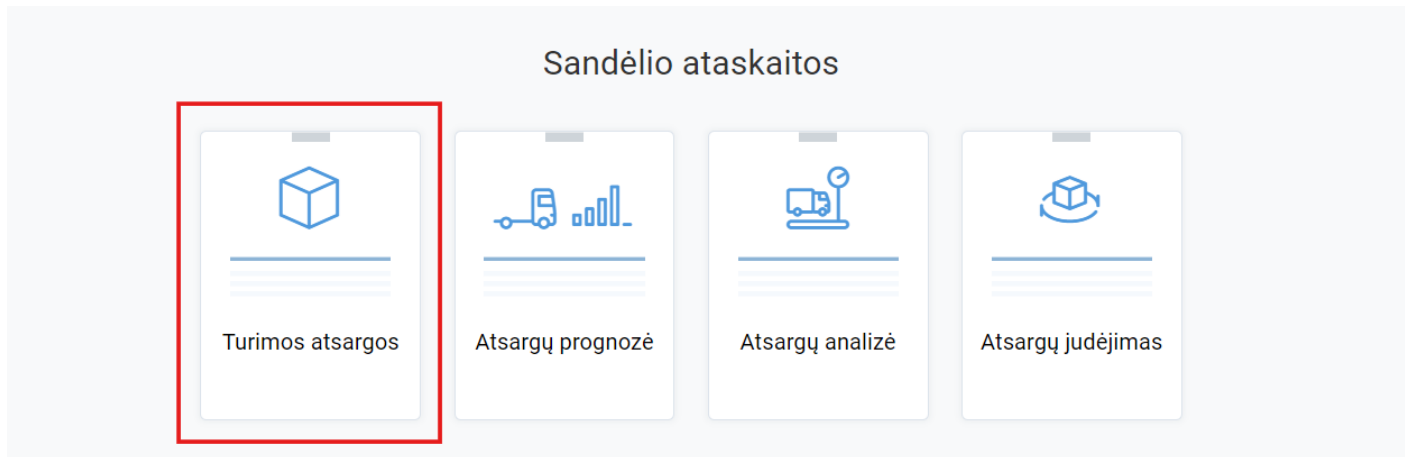 Sandėlio ataskaitos
Turimos atsargos
Atsargų prognozė
Atsargų analizė
Atsargų judėjimas